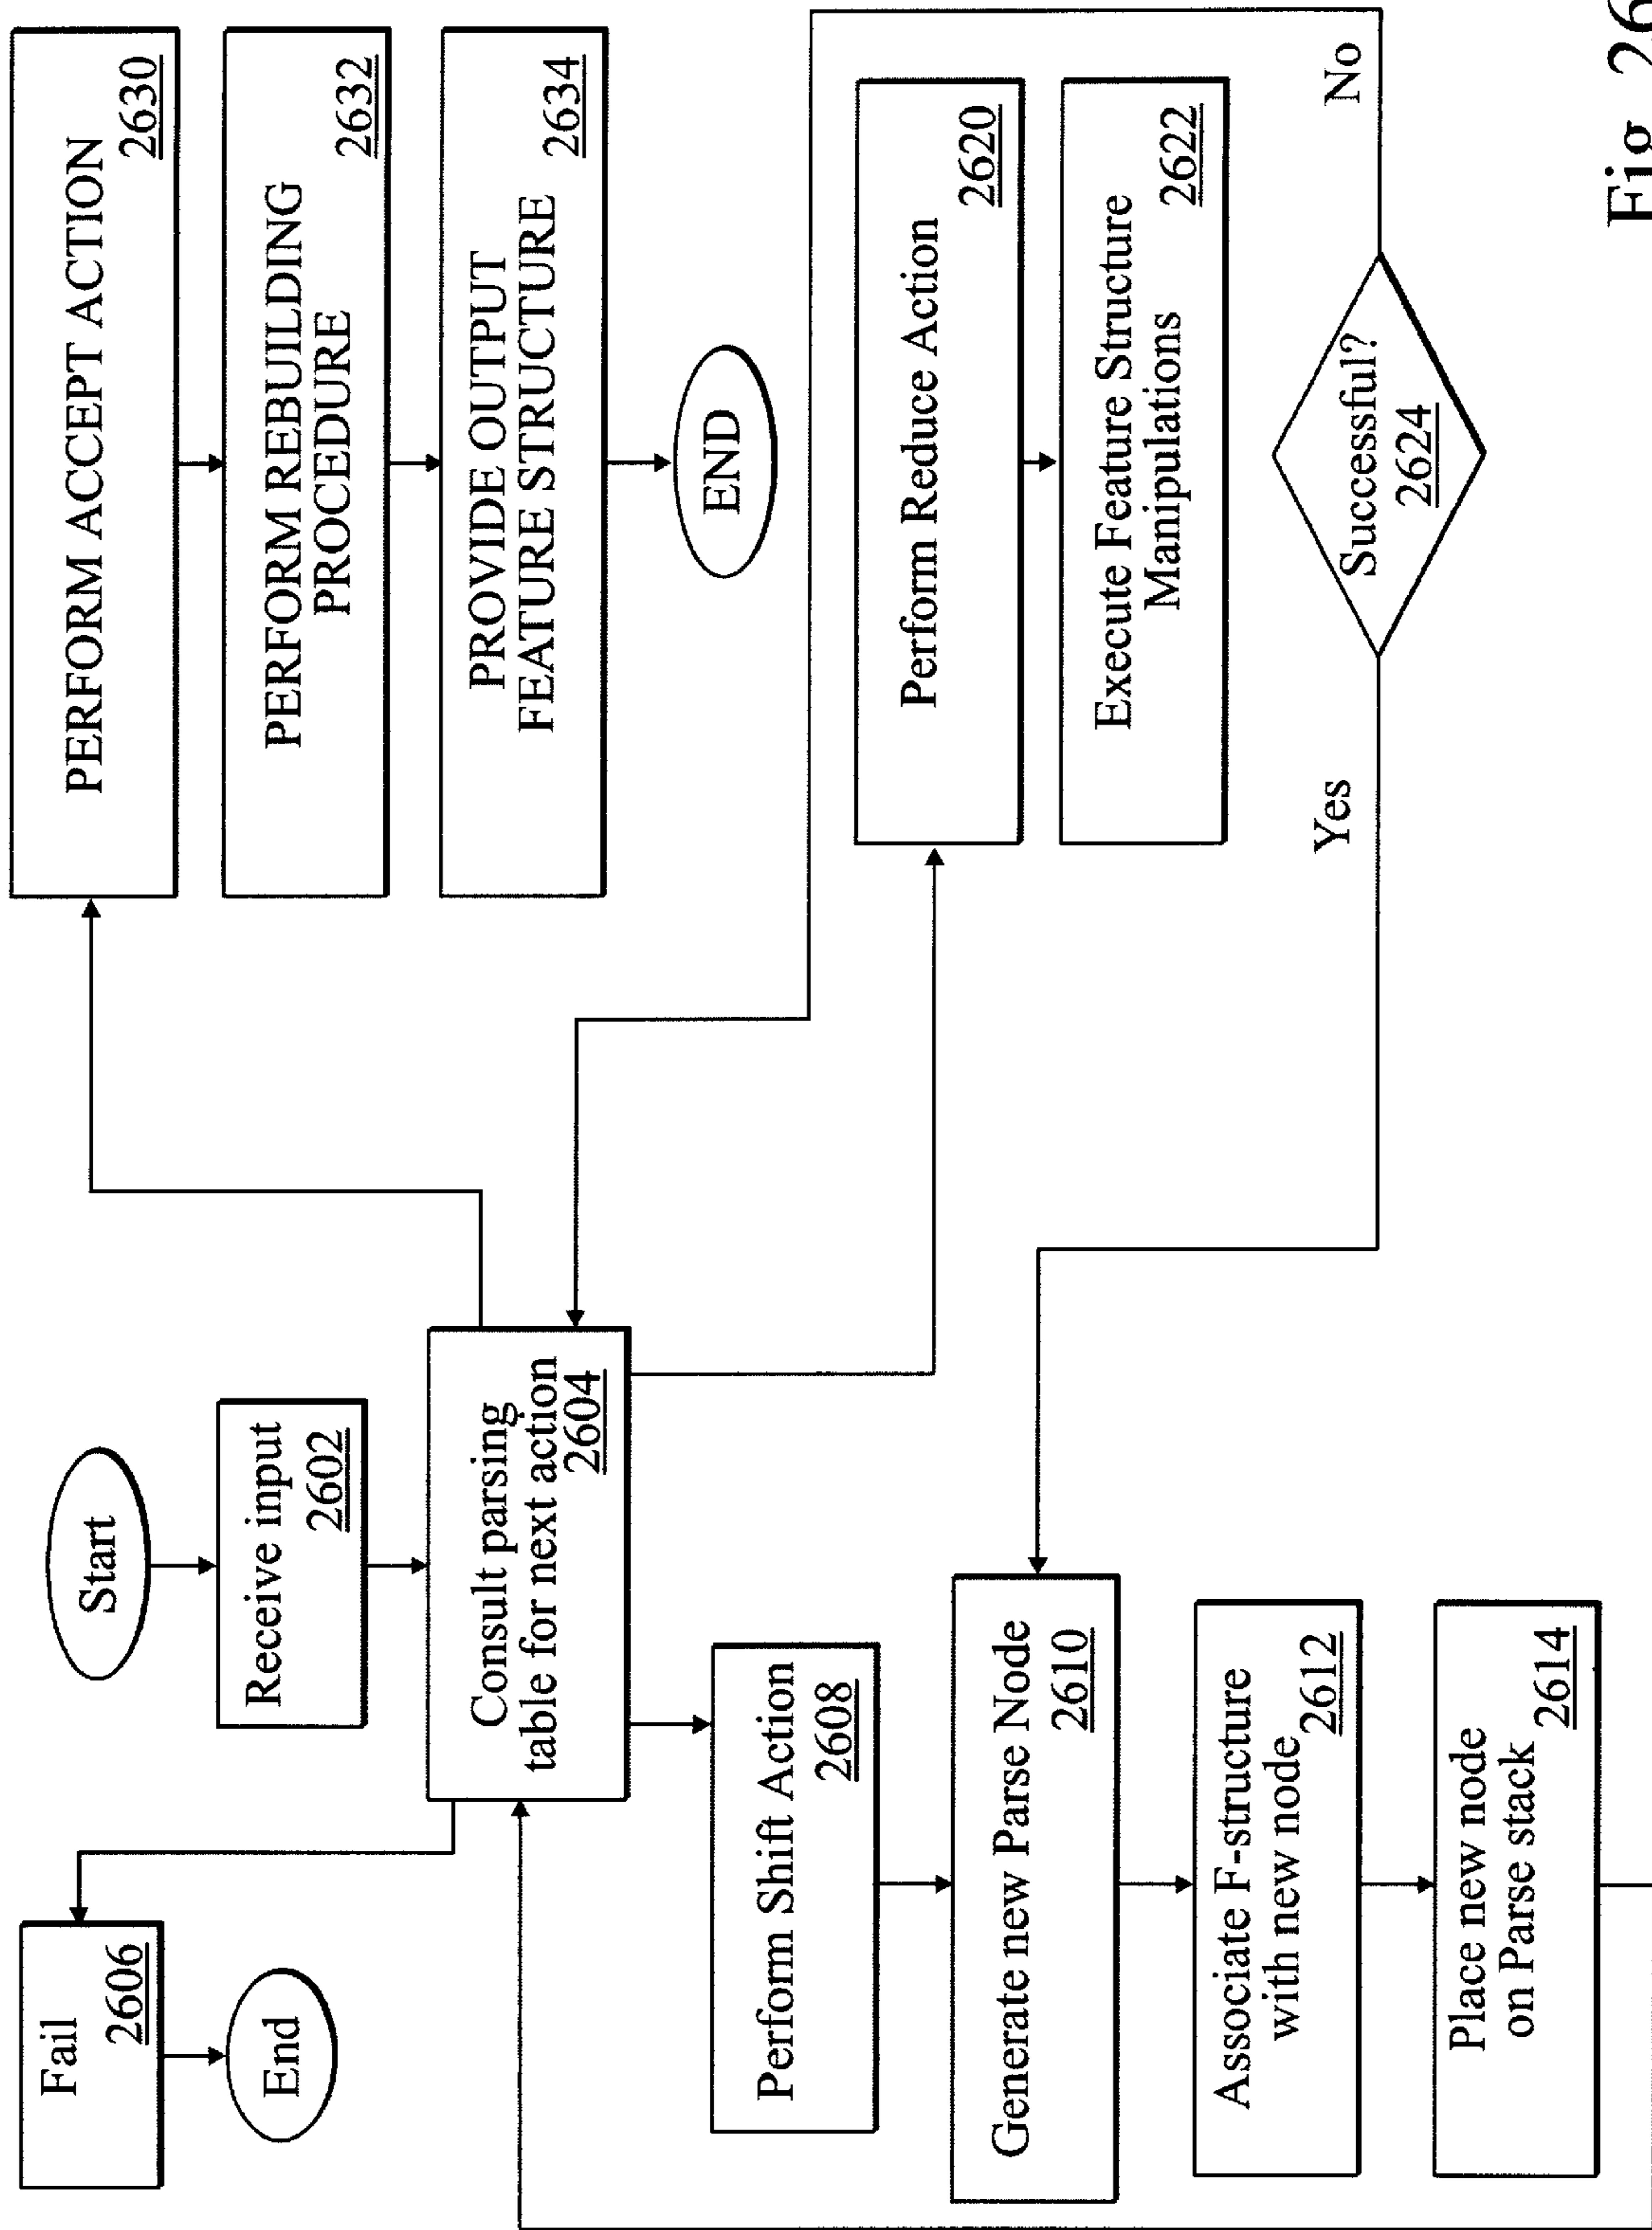 Start
Receive input
2602
Consult parsing
table for next action
2604
Fail
2606
End
Perform Shift Action
2608
Generate new Parse Node
2610
Associate F-structure
with new node
2612
Place new node
on Parse stack
2614
PERFORM ACCEPT ACTION
2630
PERFORM REBUILDING
PROCEDURE
2632
PROVIDE OUTPUT
FEATURE STRUCTURE
2634
END
Perform Reduce Action
2620
Execute Feature Structure
Manipulations
2622
Successful?
2624
Yes
No
Fig. 26